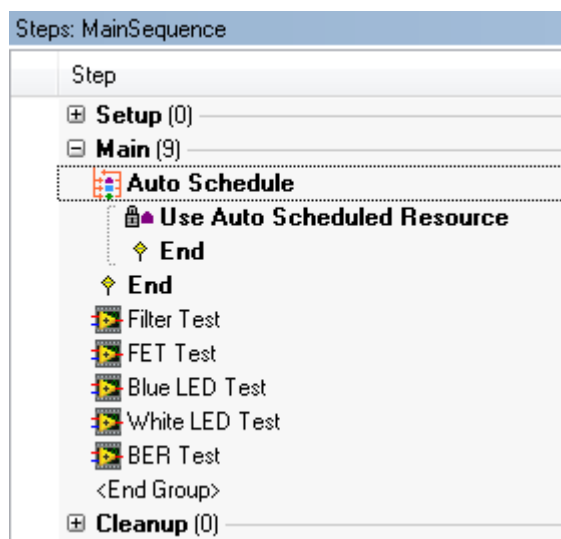 Steps: MainSequence
Step
Setup (0)
Main (9)
Auto Schedule
Use Auto Scheduled Resource
End
End
Filter Test
FET Test
Blue LED Test
White LED Test
BER Test
<End Group>
Cleanup (0)